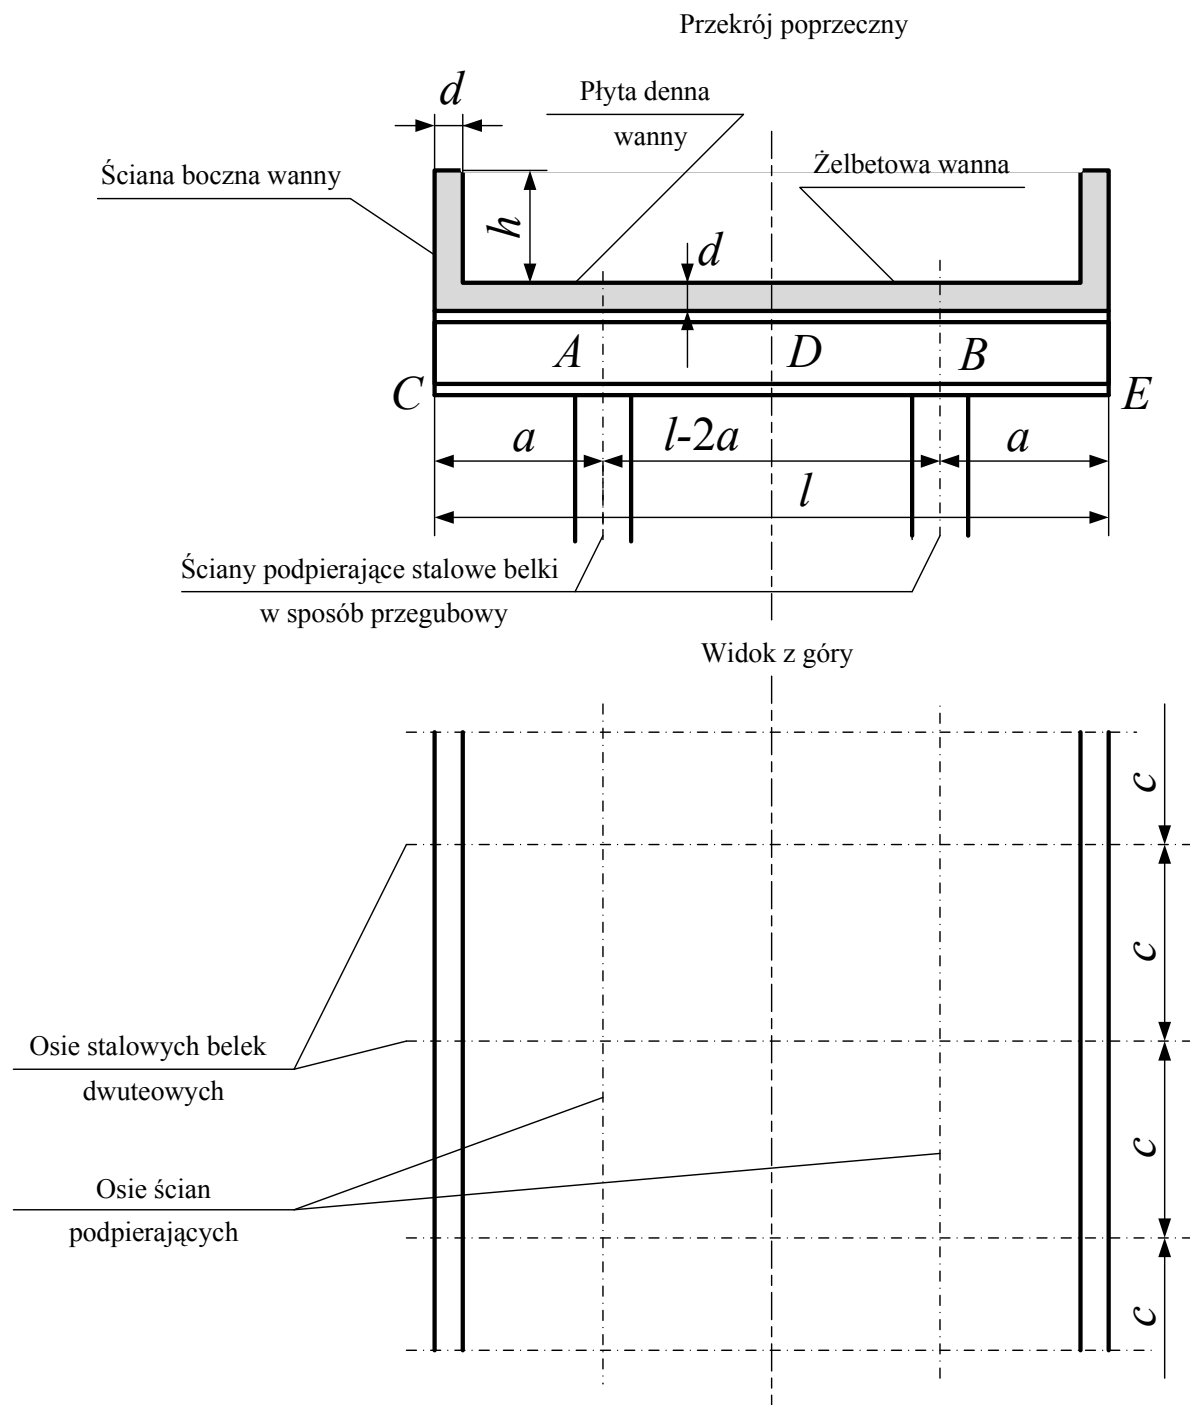 Przekrój poprzeczny
d
Płyta denna
wanny
Ściana boczna wanny
Żelbetowa wanna
h
d
A
D
B
C
E
a
l-2a
a
l
Ściany podpierające stalowe belki
w sposób przegubowy
Widok z góry
c
c
Osie stalowych belek
dwuteowych
c
Osie ścian
podpierających
c